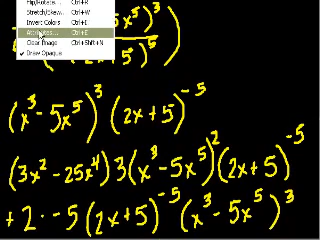 Flip/Rotate... Ctrl+R
Stretch/Skew... Ctrl+W
Invert Colors Ctrl+I
Attributes... Ctrl+E
Clear Image Ctrl+Shft+N
✓ Draw Opaque
(x³ - 5x⁵)³ (2x + 5)⁻⁵
(3x² - 25x⁴) 3(x³ - 5x⁵)² (2x + 5)⁻⁵
+ 2 · -5 (2x + 5)⁻⁵ (x³ - 5x⁵)³